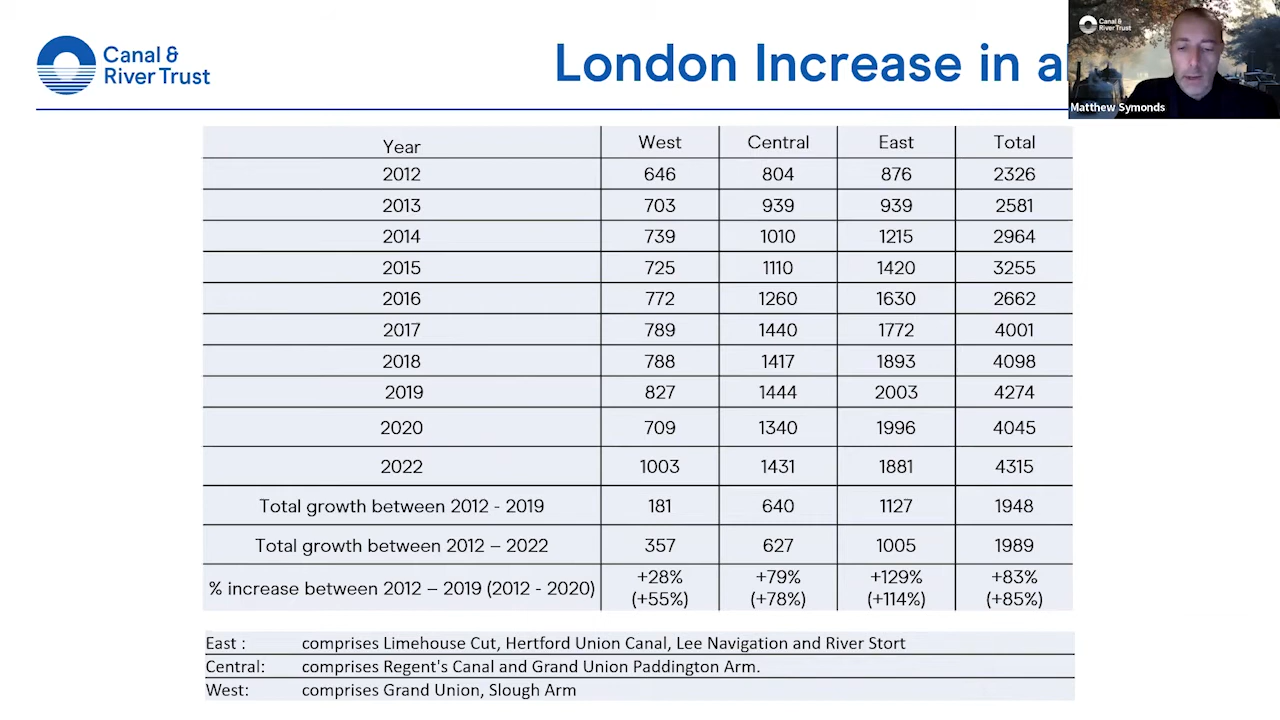 Canal &
River Trust
London Increase in a
Canal &
River Trust
Matthew Symonds
Year West Central East Total
2012 646 804 876 2326
2013 703 939 939 2581
2014 739 1010 1215 2964
2015 725 1110 1420 3255
2016 772 1260 1630 2662
2017 789 1440 1772 4001
2018 788 1417 1893 4098
2019 827 1444 2003 4274
2020 709 1340 1996 4045
2022 1003 1431 1881 4315
Total growth between 2012 - 2019 181 640 1127 1948
Total growth between 2012 – 2022 357 627 1005 1989
% increase between 2012 – 2019 (2012 - 2020) +28% +79% +129% +83%
(+55%) (+78%) (+114%) (+85%)
East : comprises Limehouse Cut, Hertford Union Canal, Lee Navigation and River Stort
Central: comprises Regent's Canal and Grand Union Paddington Arm.
West: comprises Grand Union, Slough Arm